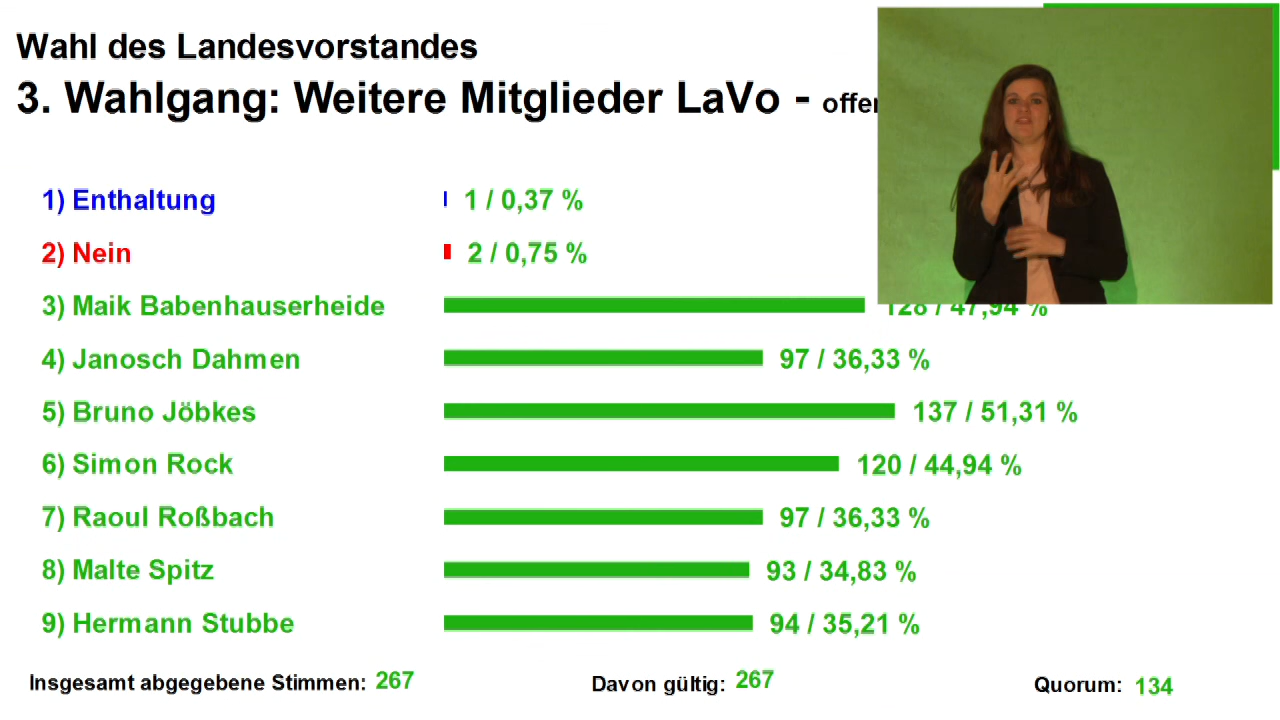 Wahl des Landesvorstandes
3. Wahlgang: Weitere Mitglieder LaVo -
1) Enthaltung 1 / 0,37 %
2) Nein 2 / 0,75 %
3) Maik Babenhauserheide 128 / 47,94 %
4) Janosch Dahmen 97 / 36,33 %
5) Bruno Jöbkes 137 / 51,31 %
6) Simon Rock 120 / 44,94 %
7) Raoul Roßbach 97 / 36,33 %
8) Malte Spitz 93 / 34,83 %
9) Hermann Stubbe 94 / 35,21 %
Insgesamt abgegebene Stimmen: 267 Davon gültig: 267 Quorum: 134